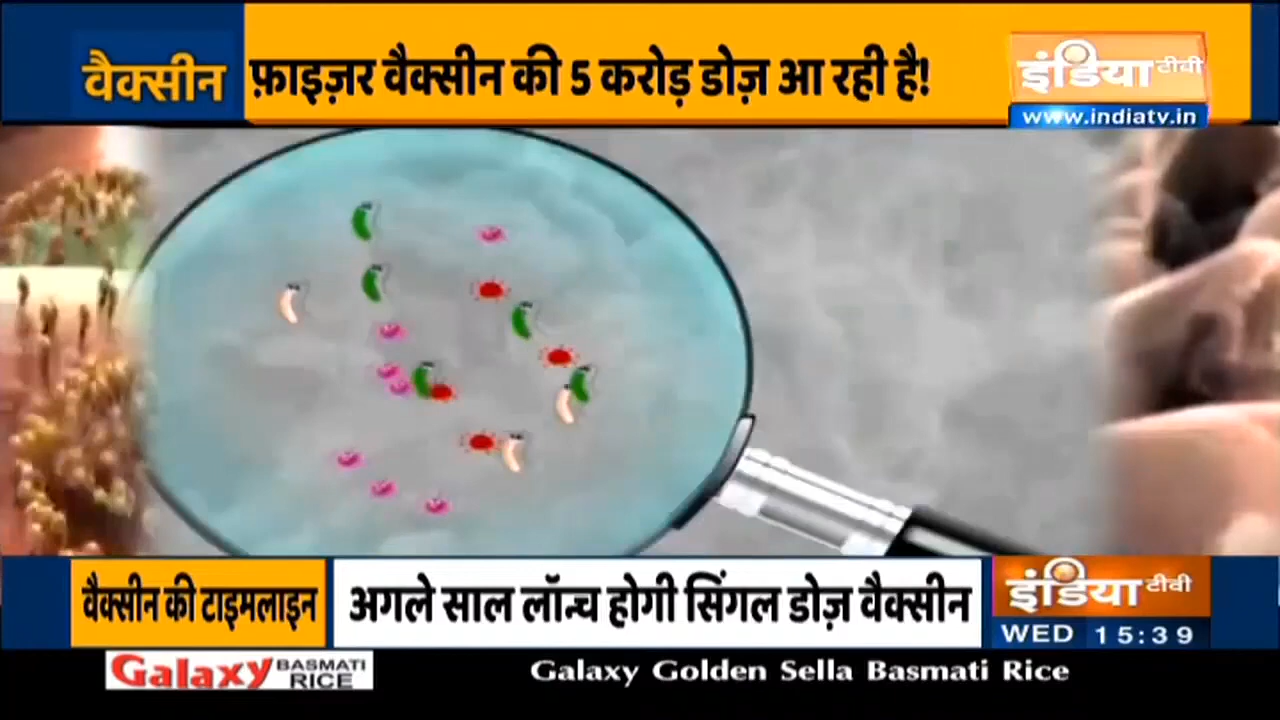 वैक्सीन
फ़ाइज़र वैक्सीन की 5 करोड़ डोज़ आ रही है!
इंडिया टीवी
www.indiatv.in
वैक्सीन की टाइमलाइन
अगले साल लॉन्च होगी सिंगल डोज़ वैक्सीन
इंडिया टीवी
WED 15:39
Galaxy BASMATI RICE
Galaxy Golden Sella Basmati Rice